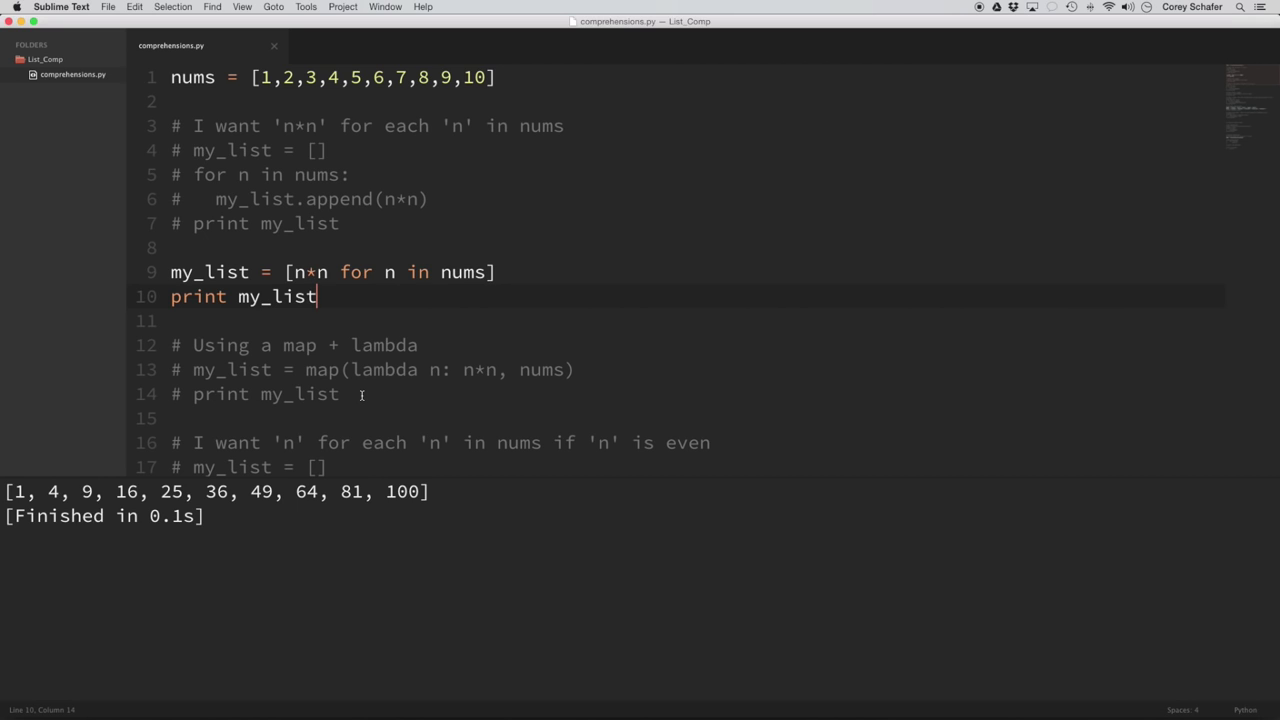 Sublime Text File Edit Selection Find View Goto Tools Project Window Help Corey Schafer
comprehensions.py — List_Comp
FOLDERS
List_Comp
comprehensions.py
comprehensions.py
1 nums = [1,2,3,4,5,6,7,8,9,10]
2
3 # I want 'n*n' for each 'n' in nums
4 # my_list = []
5 # for n in nums:
6 #   my_list.append(n*n)
7 # print my_list
8
9 my_list = [n*n for n in nums]
10 print my_list
11
12 # Using a map + lambda
13 # my_list = map(lambda n: n*n, nums)
14 # print my_list
15
16 # I want 'n' for each 'n' in nums if 'n' is even
17 # my_list = []
[1, 4, 9, 16, 25, 36, 49, 64, 81, 100]
[Finished in 0.1s]
Line 10, Column 14 Spaces: 4 Python